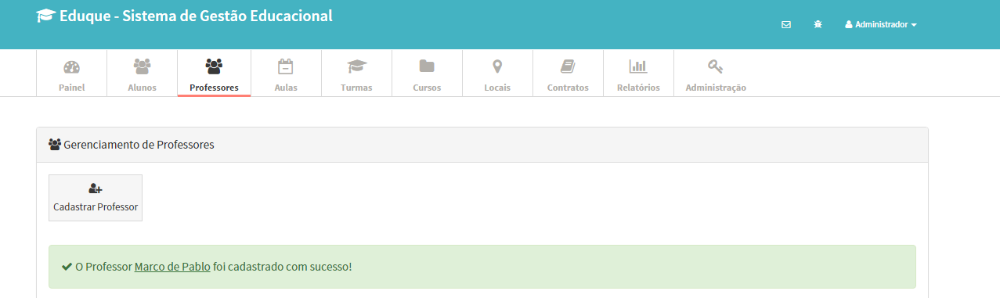 Eduque - Sistema de Gestão Educacional
Administrador
Painel
Alunos
Professores
Aulas
Turmas
Cursos
Locais
Contratos
Relatórios
Administração
Gerenciamento de Professores
Cadastrar Professor
O Professor Marco de Pablo foi cadastrado com sucesso!